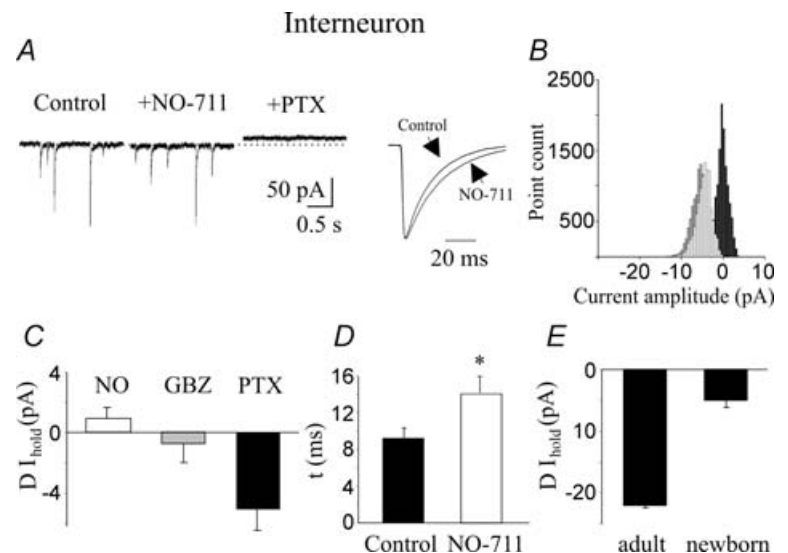 Interneuron
A
Control
+NO-711
+PTX
50 pA
0.5 s
Control
NO-711
20 ms
B
2500
1500
500
Point count
-20 -10 0 10
Current amplitude (pA)
C
4
0
-4
D I hold (pA)
NO GBZ PTX
D
16
12
8
4
0
t (ms)
*
Control NO-711
E
0
10
-20
D I hold (pA)
adult newborn